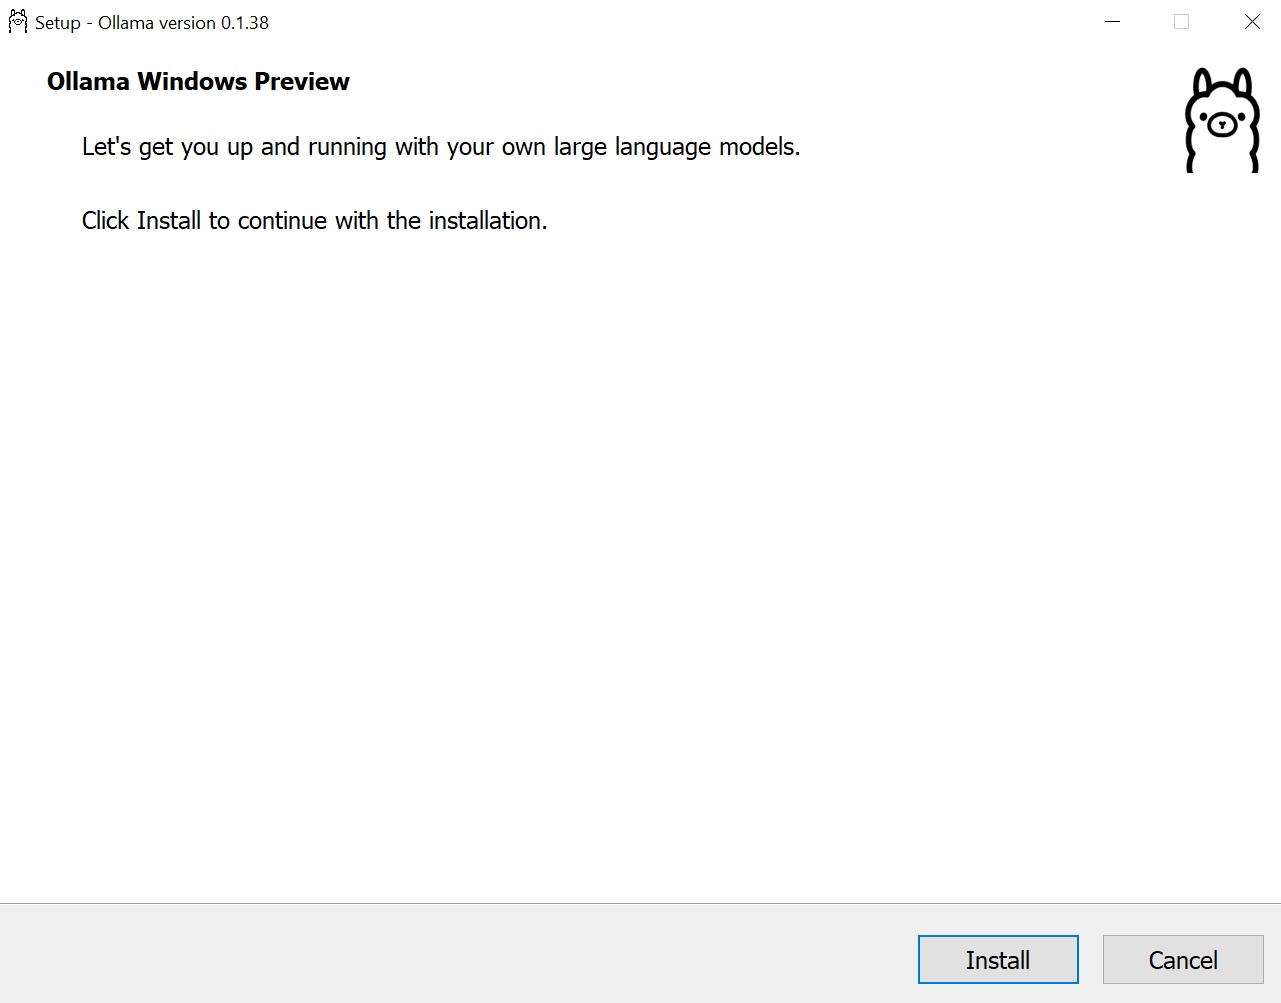 Setup - Ollama version 0.1.38
Ollama Windows Preview
Let's get you up and running with your own large language models.
Click Install to continue with the installation.
Install
Cancel